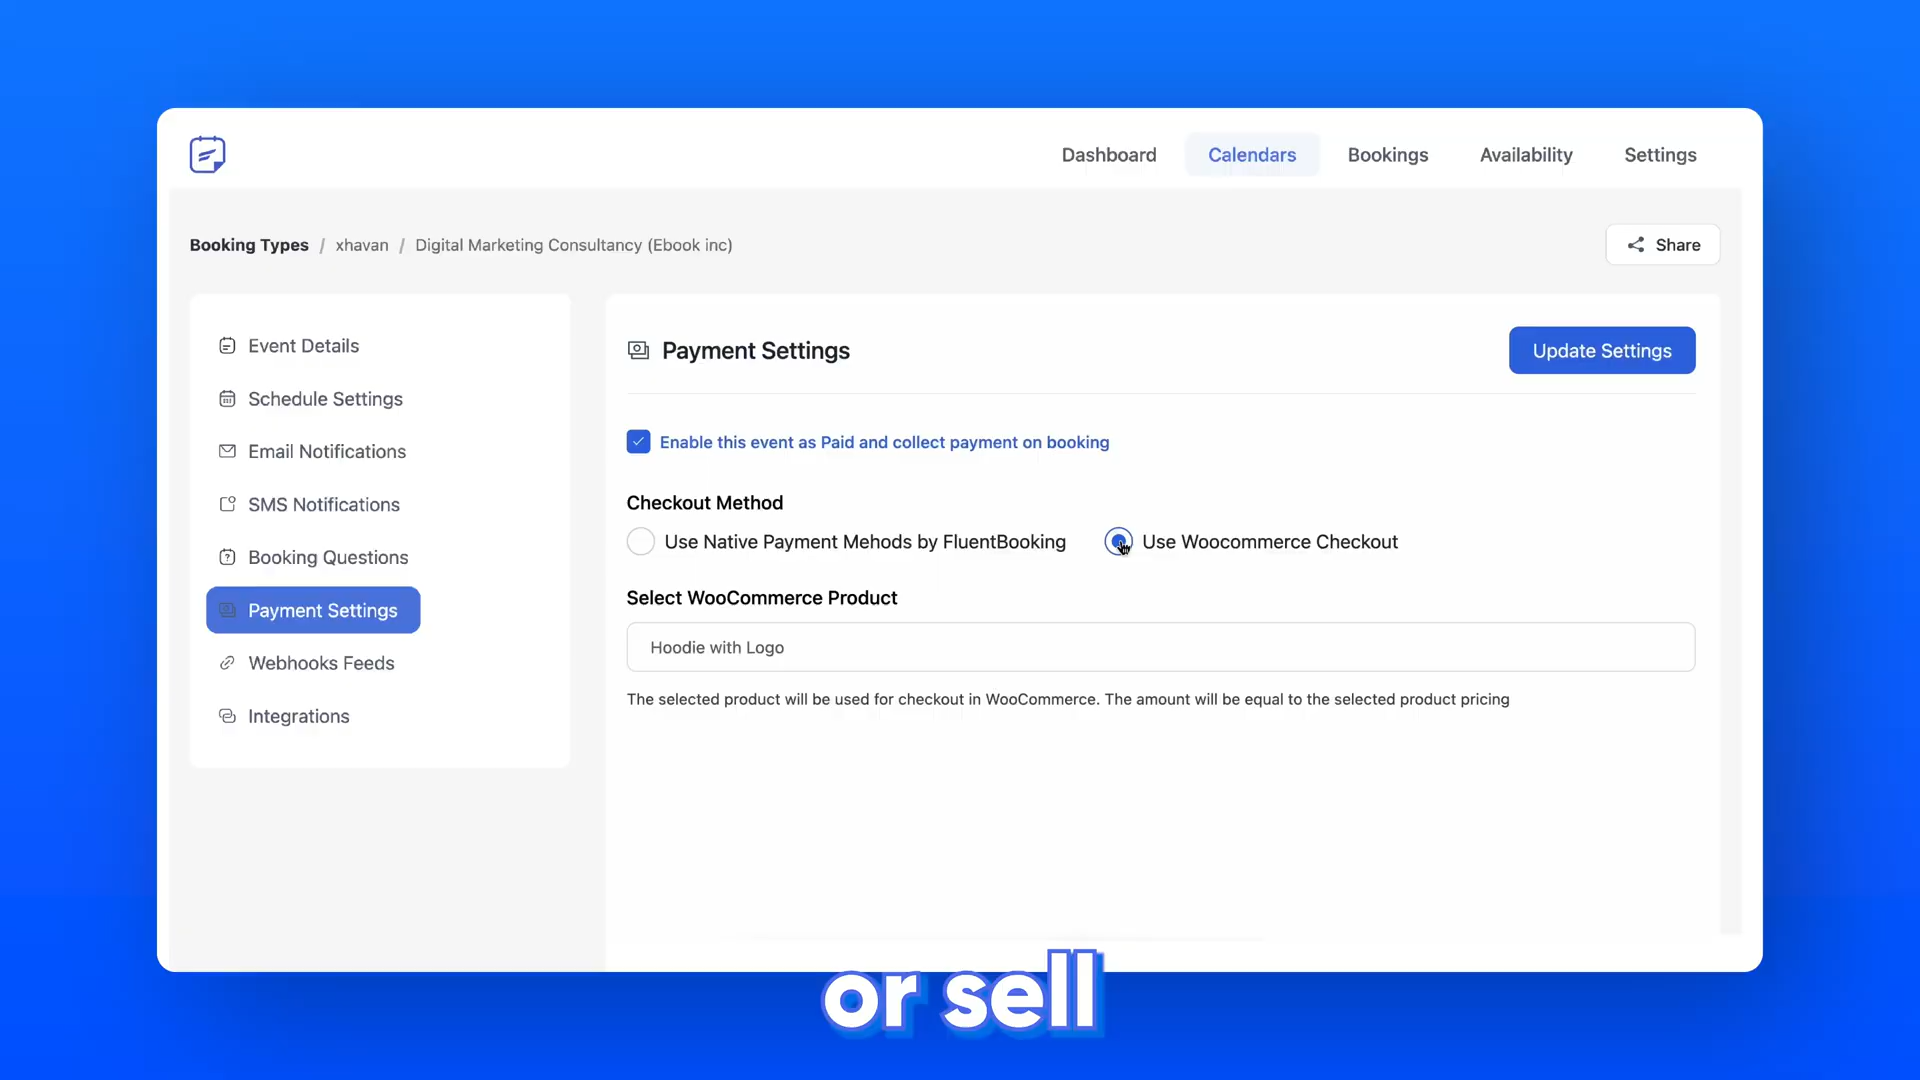 Dashboard Calendars Bookings Availability Settings
Booking Types / xhavan / Digital Marketing Consultancy (Ebook inc)
Share
Event Details
Schedule Settings
Email Notifications
SMS Notifications
Booking Questions
Payment Settings
Webhooks Feeds
Integrations
Payment Settings
Update Settings
Enable this event as Paid and collect payment on booking
Checkout Method
Use Native Payment Mehods by FluentBooking
Use Woocommerce Checkout
Select WooCommerce Product
Hoodie with Logo
The selected product will be used for checkout in WooCommerce. The amount will be equal to the selected product pricing
or sell